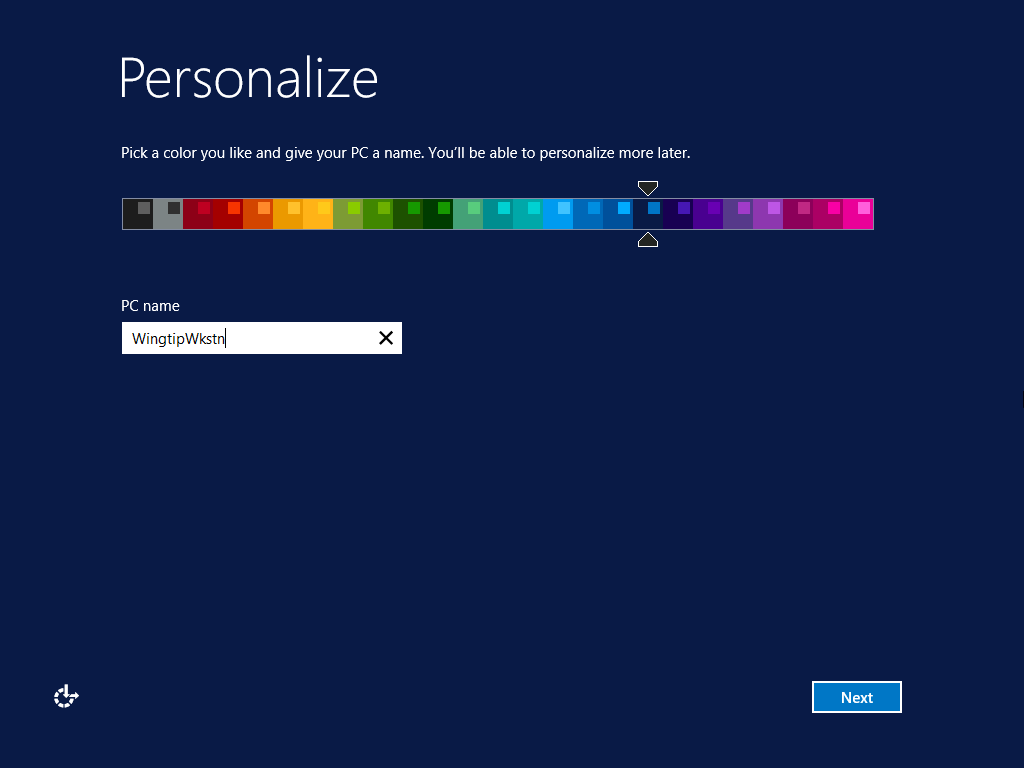 Personalize
Pick a color you like and give your PC a name. You'll be able to personalize more later.
PC name
WingtipWkstn
Next